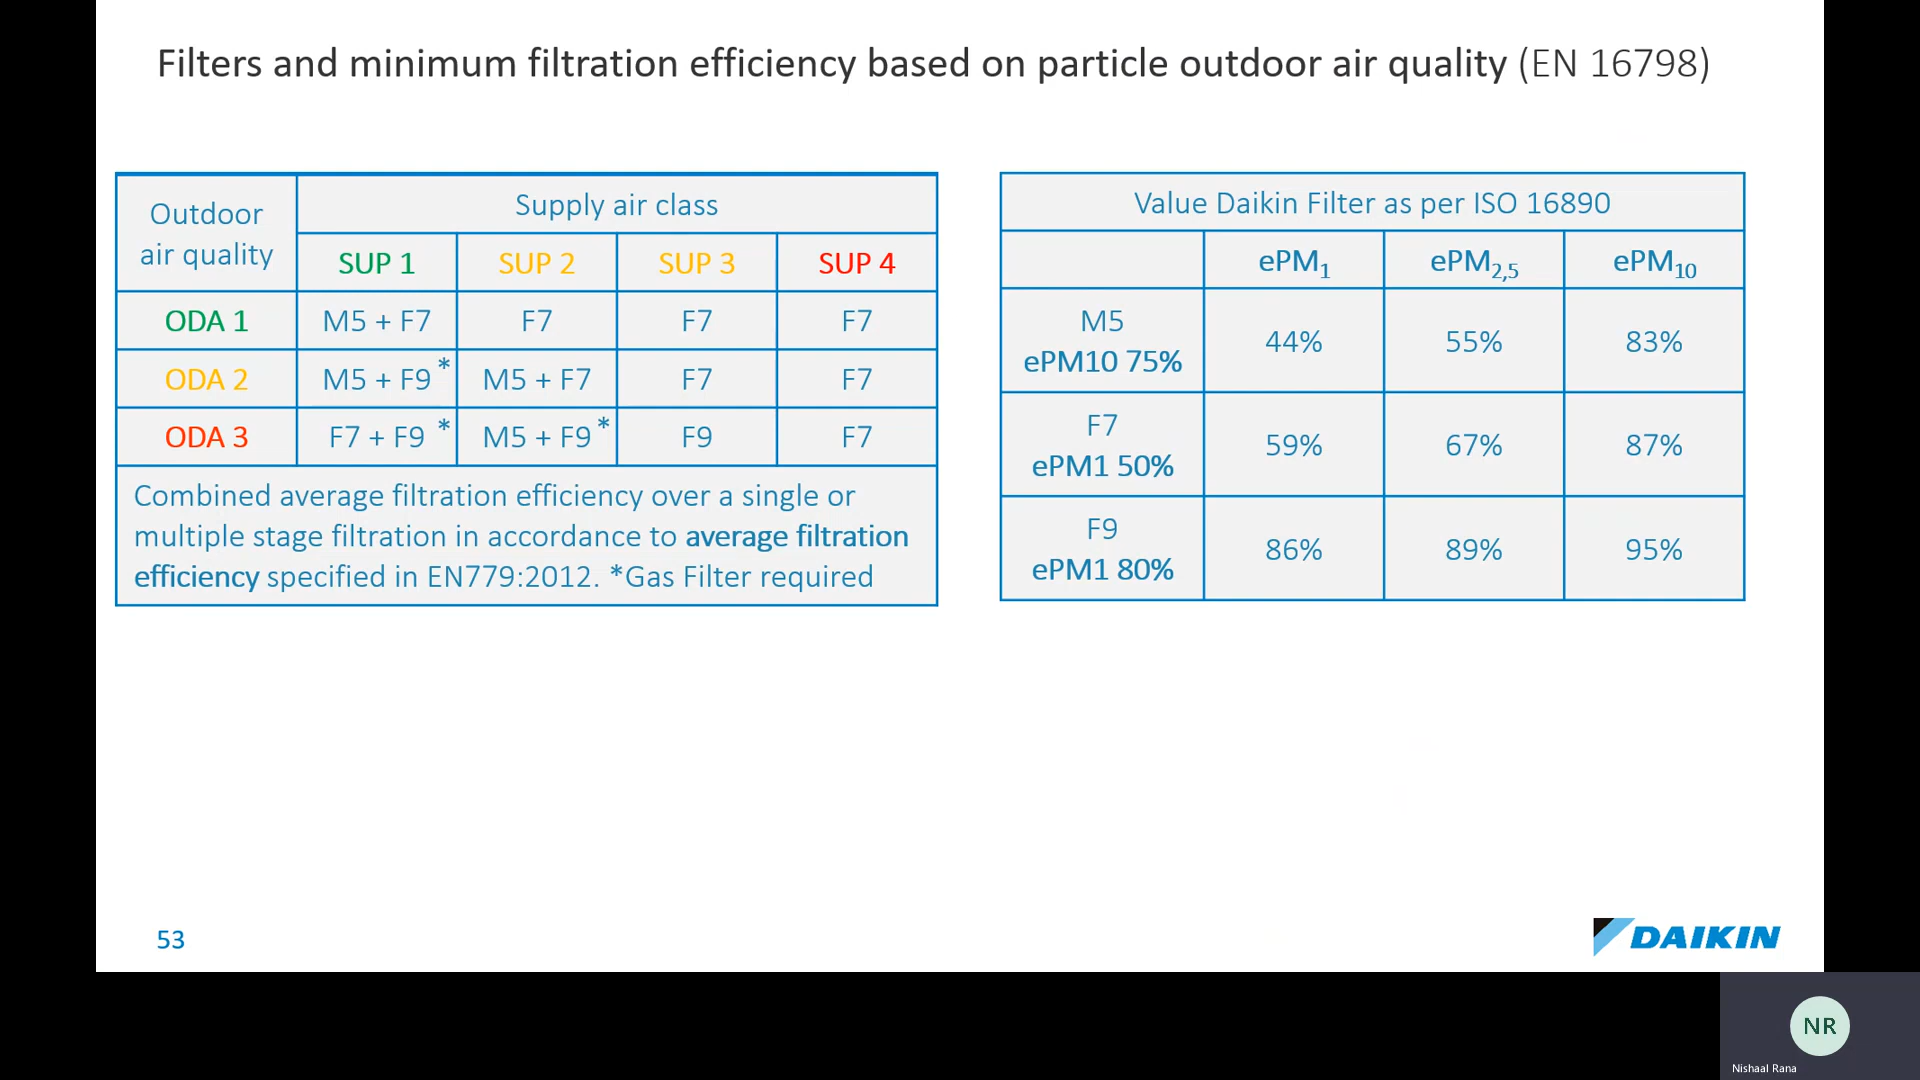 Filters and minimum filtration efficiency based on particle outdoor air quality (EN 16798)
Outdoor air quality
Supply air class
SUP 1 SUP 2 SUP 3 SUP 4
ODA 1 M5 + F7 F7 F7 F7
ODA 2 M5 + F9 * M5 + F7 F7 F7
ODA 3 F7 + F9 * M5 + F9 * F9 F7
Combined average filtration efficiency over a single or
multiple stage filtration in accordance to average filtration
efficiency specified in EN779:2012. *Gas Filter required
Value Daikin Filter as per ISO 16890
ePM1 ePM2,5 ePM10
M5
ePM10 75% 44% 55% 83%
F7
ePM1 50% 59% 67% 87%
F9
ePM1 80% 86% 89% 95%
53
DAIKIN
NR
Nishaal Rana